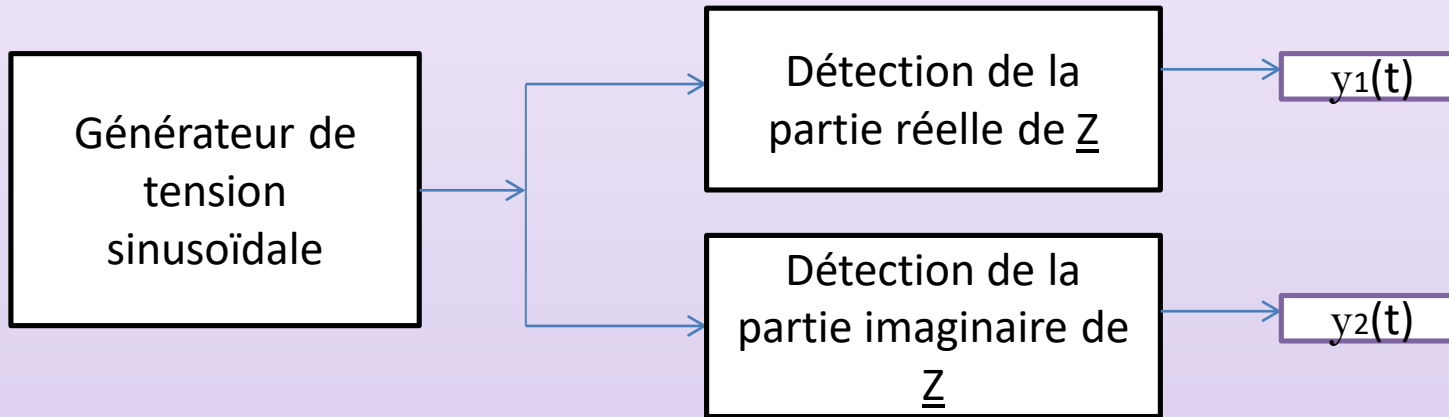 Générateur de
tension
sinusoïdale
Détection de la
partie réelle de Z
y1(t)
Détection de la
partie imaginaire de
Z
y2(t)